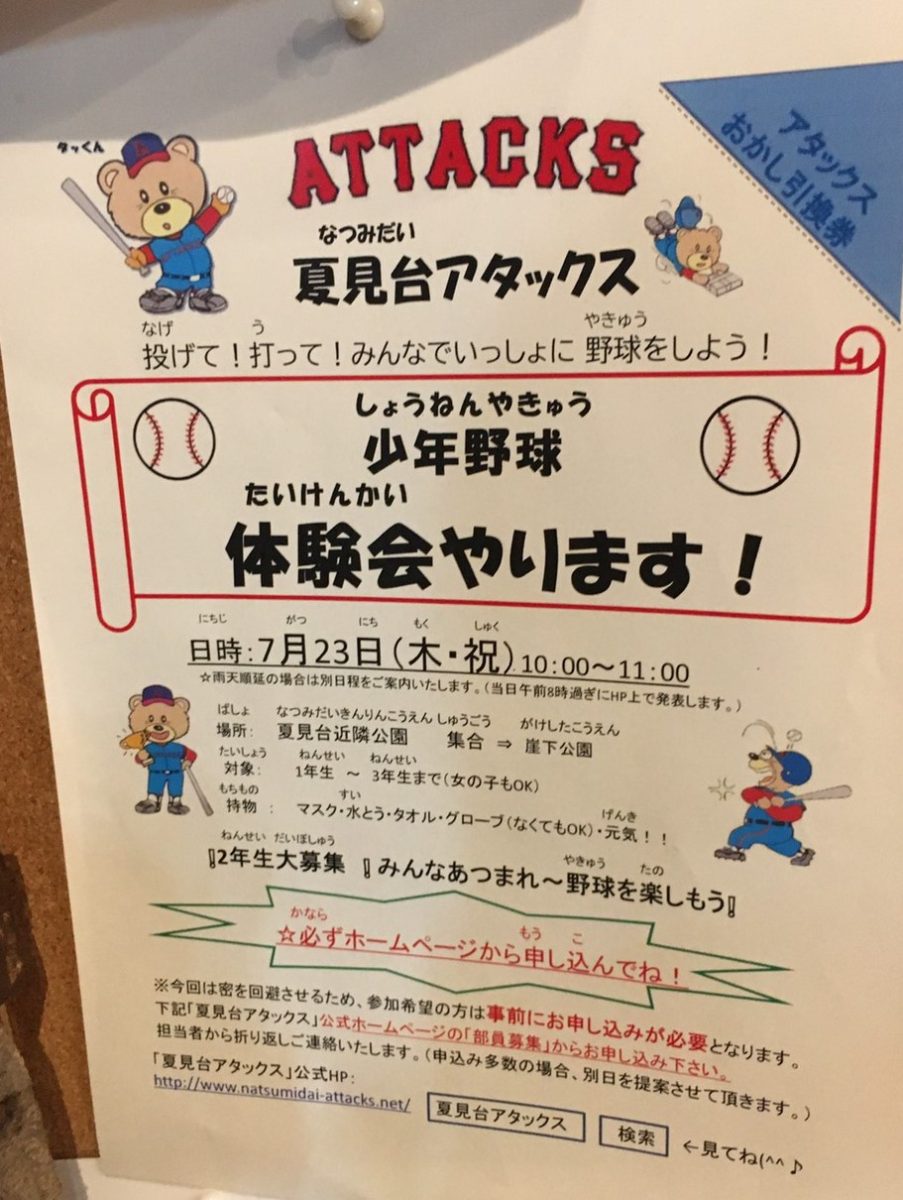 タッくん
ATTACKS
アタックス
おかし引換券
なつみだい
夏見台アタックス
なげ う やきゅう
投げて！打って！みんなでいっしょに 野球をしよう！
しょうねんやきゅう
少年野球
たいけんかい
体験会やります！
にちじ がつ にち もく しゅく
日時：7月23日（木・祝）10：00～11：00
☆雨天順延の場合は別日程をご案内いたします。（当日午前8時過ぎにHP上で発表します。）
ばしょ なつみだいきんりんこうえん しゅうごう がけしたこうえん
場所： 夏見台近隣公園 集合 ⇒ 崖下公園
たいしょう ねんせい ねんせい
対象： 1年生 ～ 3年生まで（女の子もOK）
もちもの すい げんき
持物 ： マスク・水とう・タオル・グローブ（なくてもOK）・元気！！
ねんせい だいぼしゅう やきゅう たの
!2年生大募集 !みんなあつまれ～野球を楽しもう!
かなら もう こ
☆必ずホームページから申し込んでね！
※今回は密を回避させるため、参加希望の方は事前にお申し込みが必要となります。
下記「夏見台アタックス」公式ホームページの「部員募集」からお申し込み下さい。
担当者から折り返しご連絡いたします。（申込み多数の場合、別日を提案させて頂きます。）
「夏見台アタックス」公式HP：
http://www.natsumidai-attacks.net/
夏見台アタックス 検索 ←見てね(^^♪